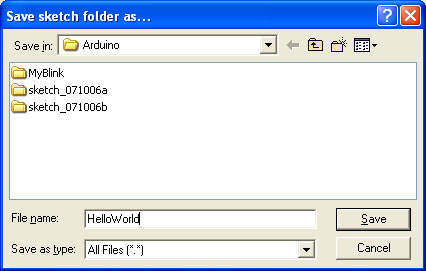 Save sketch folder as...
Save in: Arduino
MyBlink
sketch_071006a
sketch_071006b
File name: HelloWorld Save
Save as type: All Files (*.*) Cancel